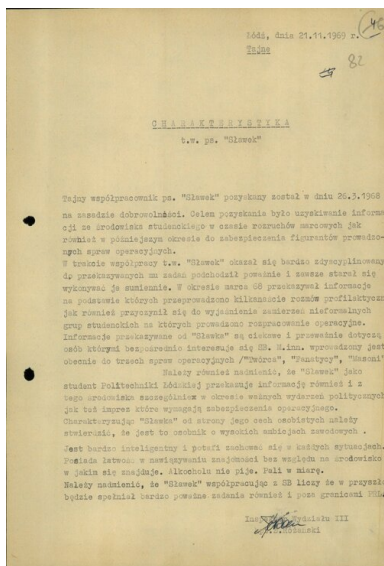 Łódź, dnia 21.11.1969 r.
46
Tajne
82
C H A R A K T E R Y S T Y K A
t.w. ps. "Sławek"
Tajny współpracownik ps. "Sławek" pozyskany został w dniu 26.3.1968
na zasadzie dobrowolności. Celem pozyskania było uzyskiwanie informa
cji ze środowiska studenckiego w czasie rozruchów marcowych jak
również w późniejszym okresie do zabezpieczenia figurantów prowadzo-
nych spraw operacyjnych.
W trakcie współpracy t.w. "Sławek" okazał się bardzo zdyscyplinowany
do przekazywanych mu zadań podchodził poważnie i zawsze starał się
wykonywać je sumiennie. W okresie marca 68 przekazywał informacje
na podstawie których przeprowadzono kilkanaście rozmów profilaktycz
jak również przyczynił się do wyjaśnienia zamierzeń nieformalnych
grup studenckich na których prowadzono rozpracowanie operacyjne.
Informacje przekazywane od "Sławka" są ciekawe i przeważnie dotyczą
osób którymi bezpośrednio interesuje się SB. M.inn. wprowadzony jest
obecnie do trzech spraw operacyjnych /"Twórca", "Fanatycy", "Masoni"
Należy również nadmienić, że "Sławek" jako
student Politechniki Łódzkiej przekazuje informację również i z
tego środowiska szczególnie w okresie ważnych wydarzeń politycznych
jak też imprez które wymagają zabezpieczenia operacyjnego.
Charakteryzując "Sławka" od strony jego cech osobistych należy
stwierdzić, że jest to osobnik o wysokich ambicjach zawodowych .
Jest bardzo inteligentny i potrafi zachować się w każdych sytuacjach.
Posiada łatwość w nawiązywaniu znajomości bez względu na środowisko
w jakim się znajduje. Alkoholu nie pije. Pali w miarę.
Należy nadmienić, że "Sławek" współpracując z SB liczy że w przyszło
będzie spełniał bardzo poważne zadania również i poza granicami PRL.
Wydziału III